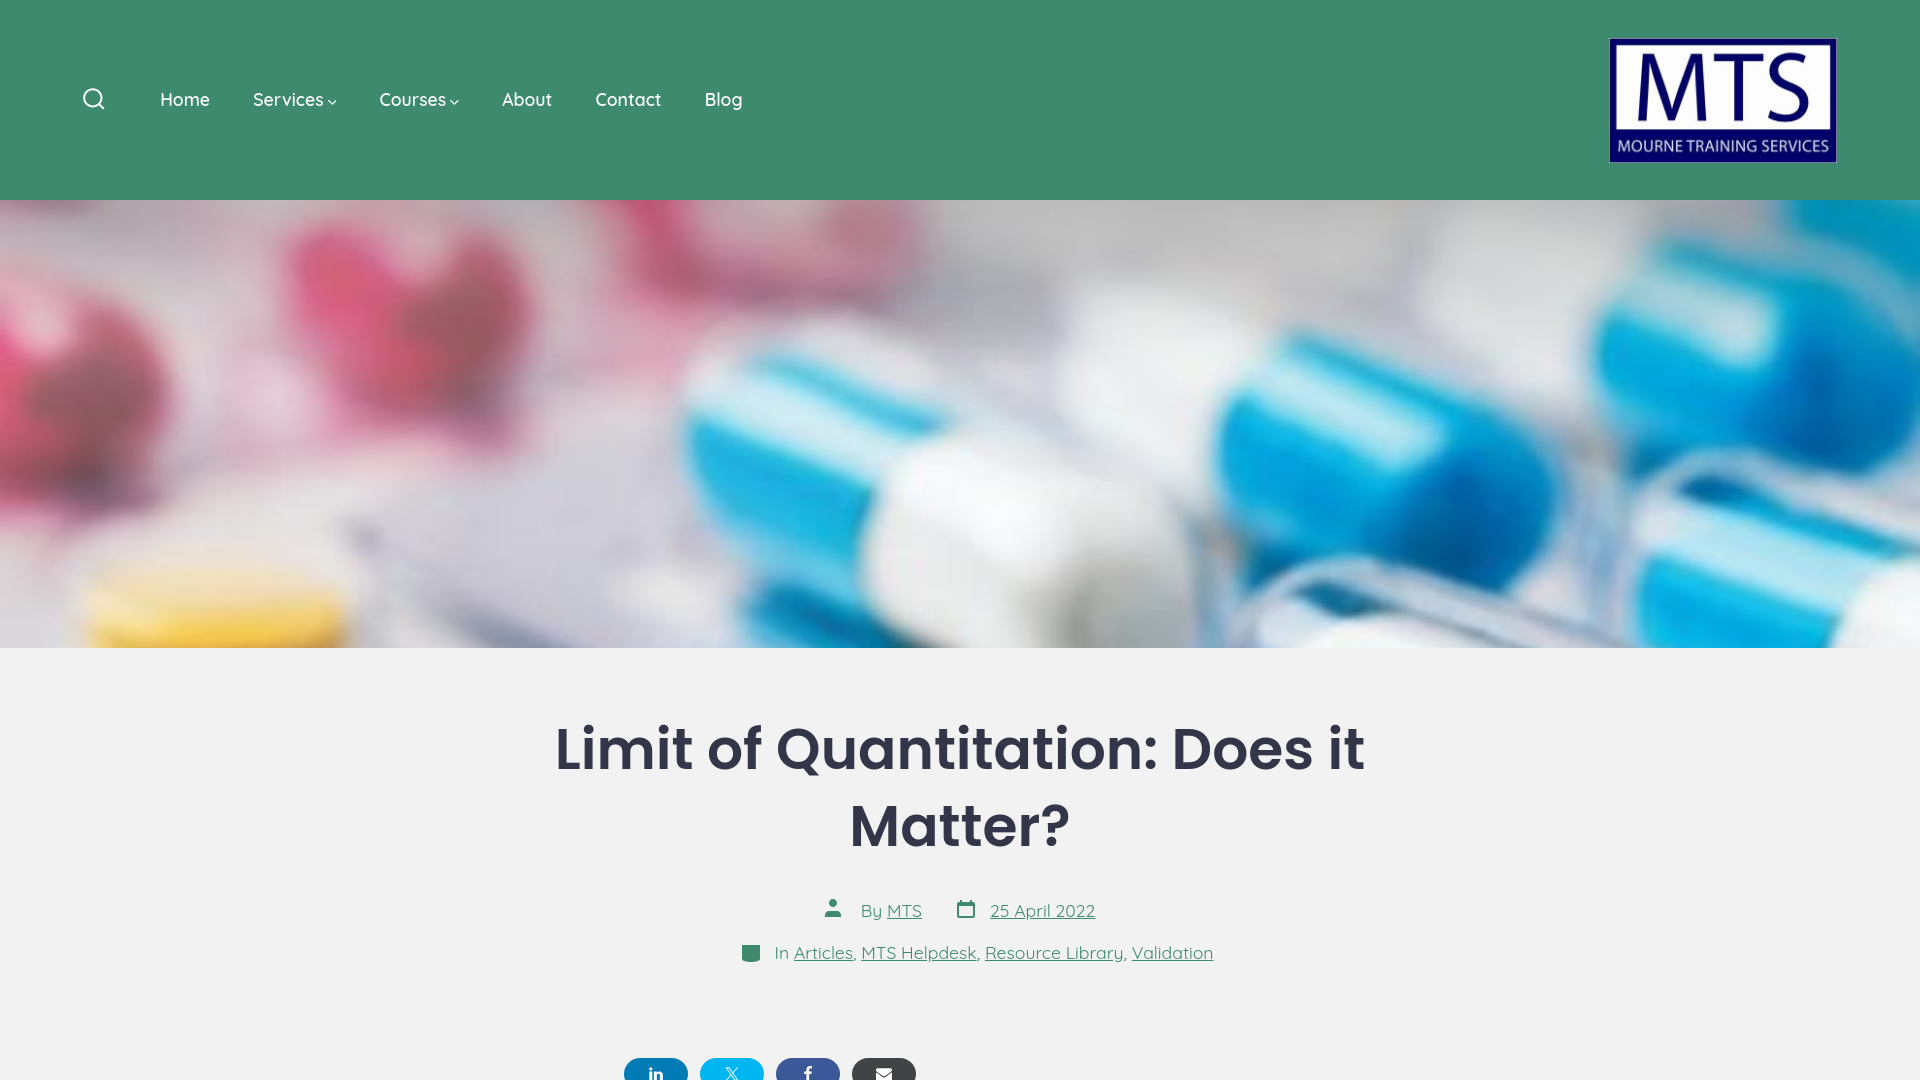 Home Services Courses About Contact Blog
MTS
MOURNE TRAINING SERVICES
Limit of Quantitation: Does it
Matter?
By MTS 25 April 2022
In Articles, MTS Helpdesk, Resource Library, Validation